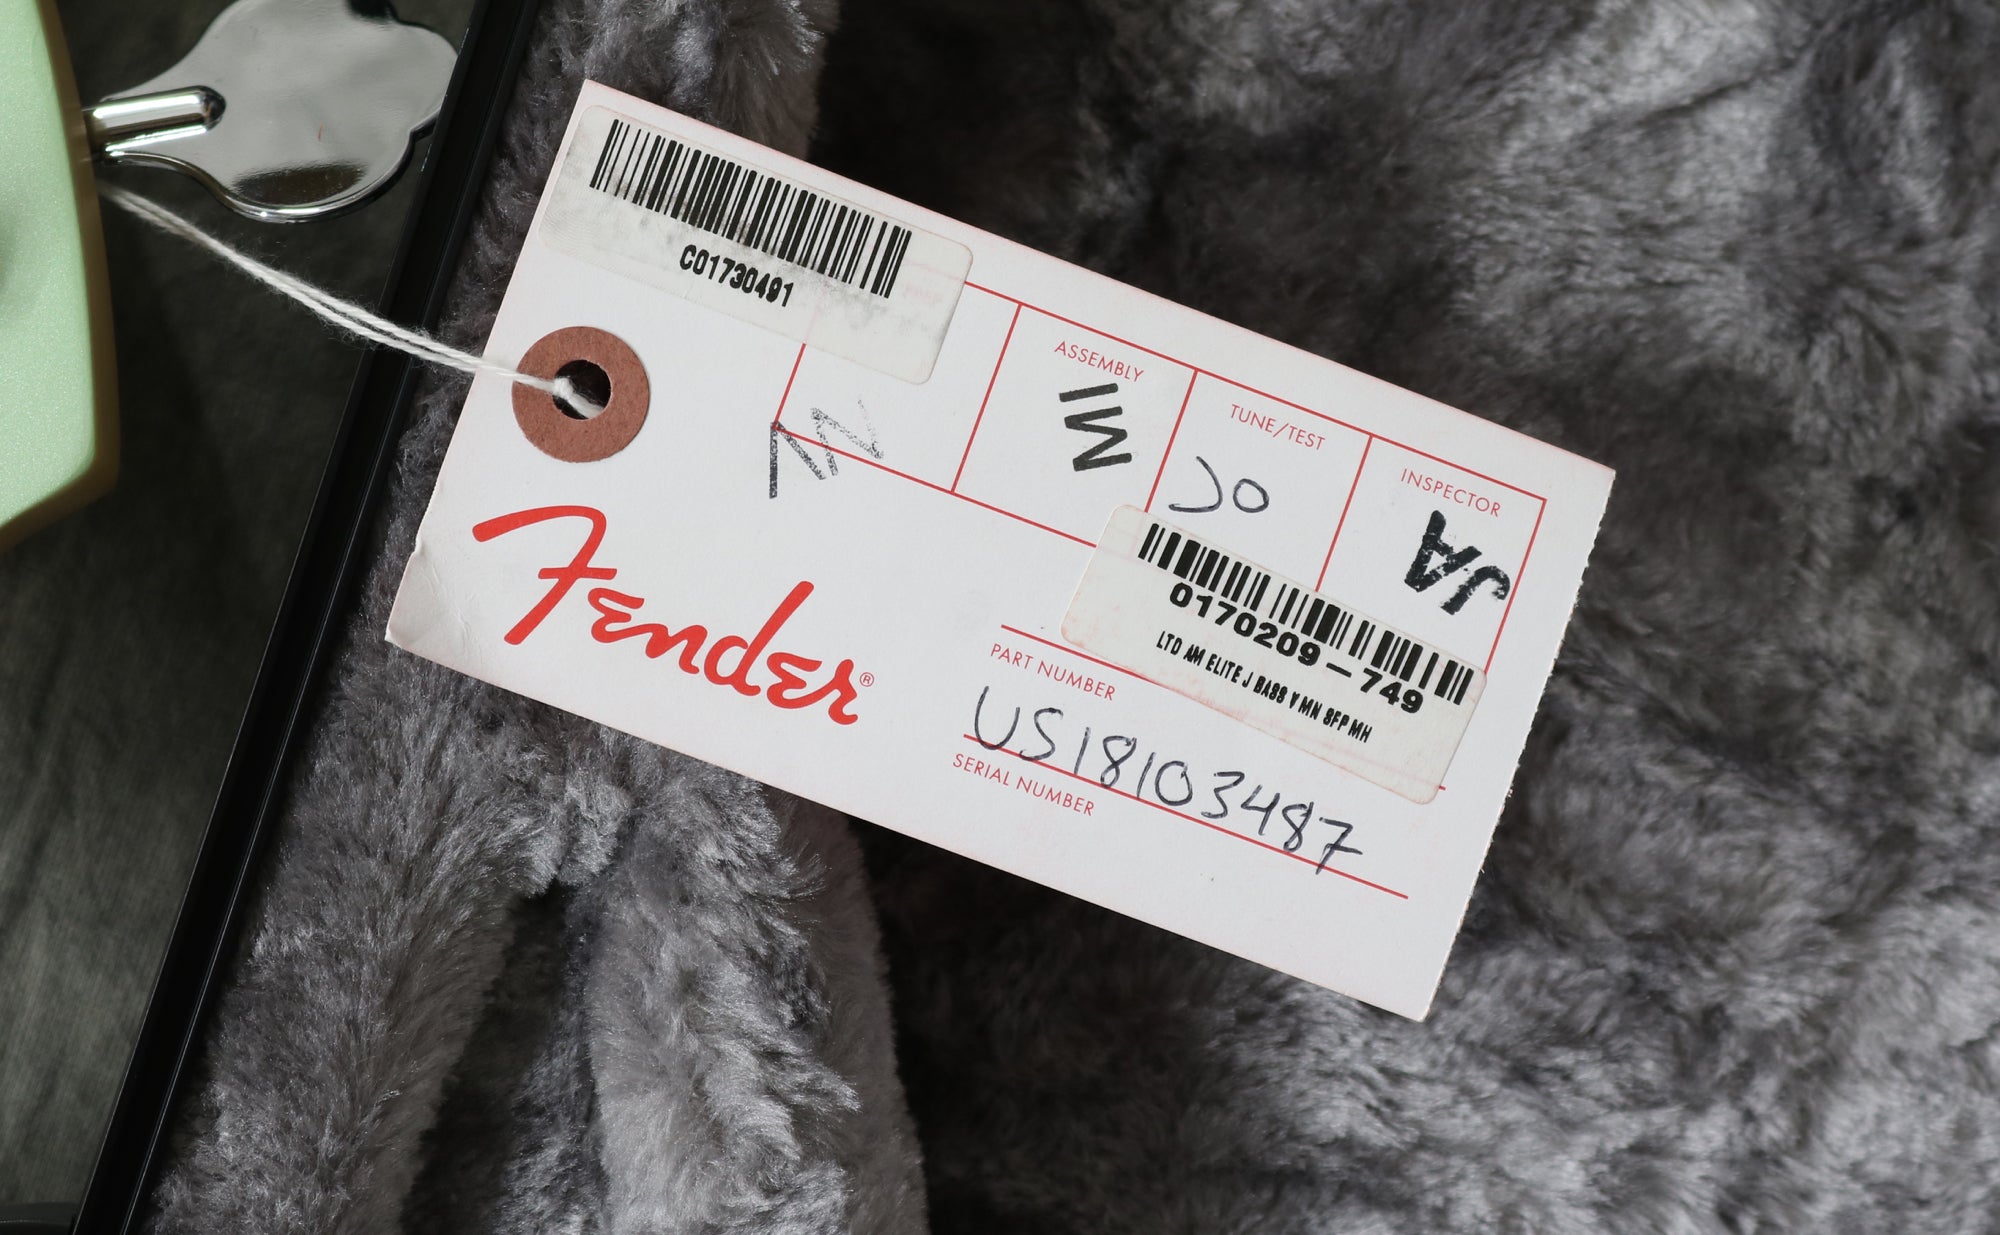 C01730491
ASSEMBLY
TUNE/TEST
INSPECTOR
JO
JA
Fender®
0170209-749
LTD AM ELITE J BASS V MN SFP MH
PART NUMBER
US18103487
SERIAL NUMBER